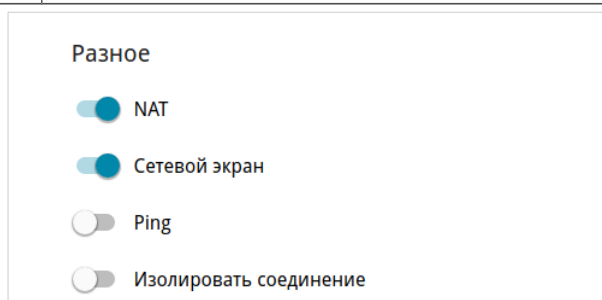 Разное
NAT
Сетевой экран
Ping
Изолировать соединение